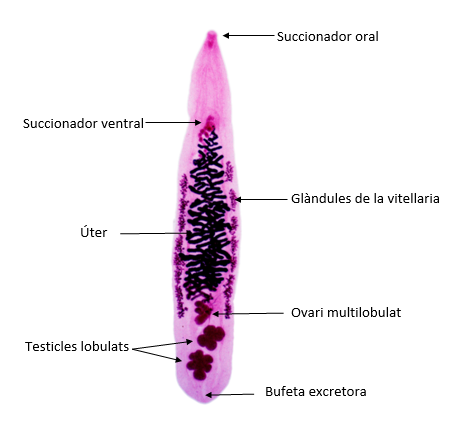 Succionador oral
Succionador ventral
Glàndules de la vitellaria
Úter
Ovari multilobulat
Testicles lobulats
Bufeta excretora